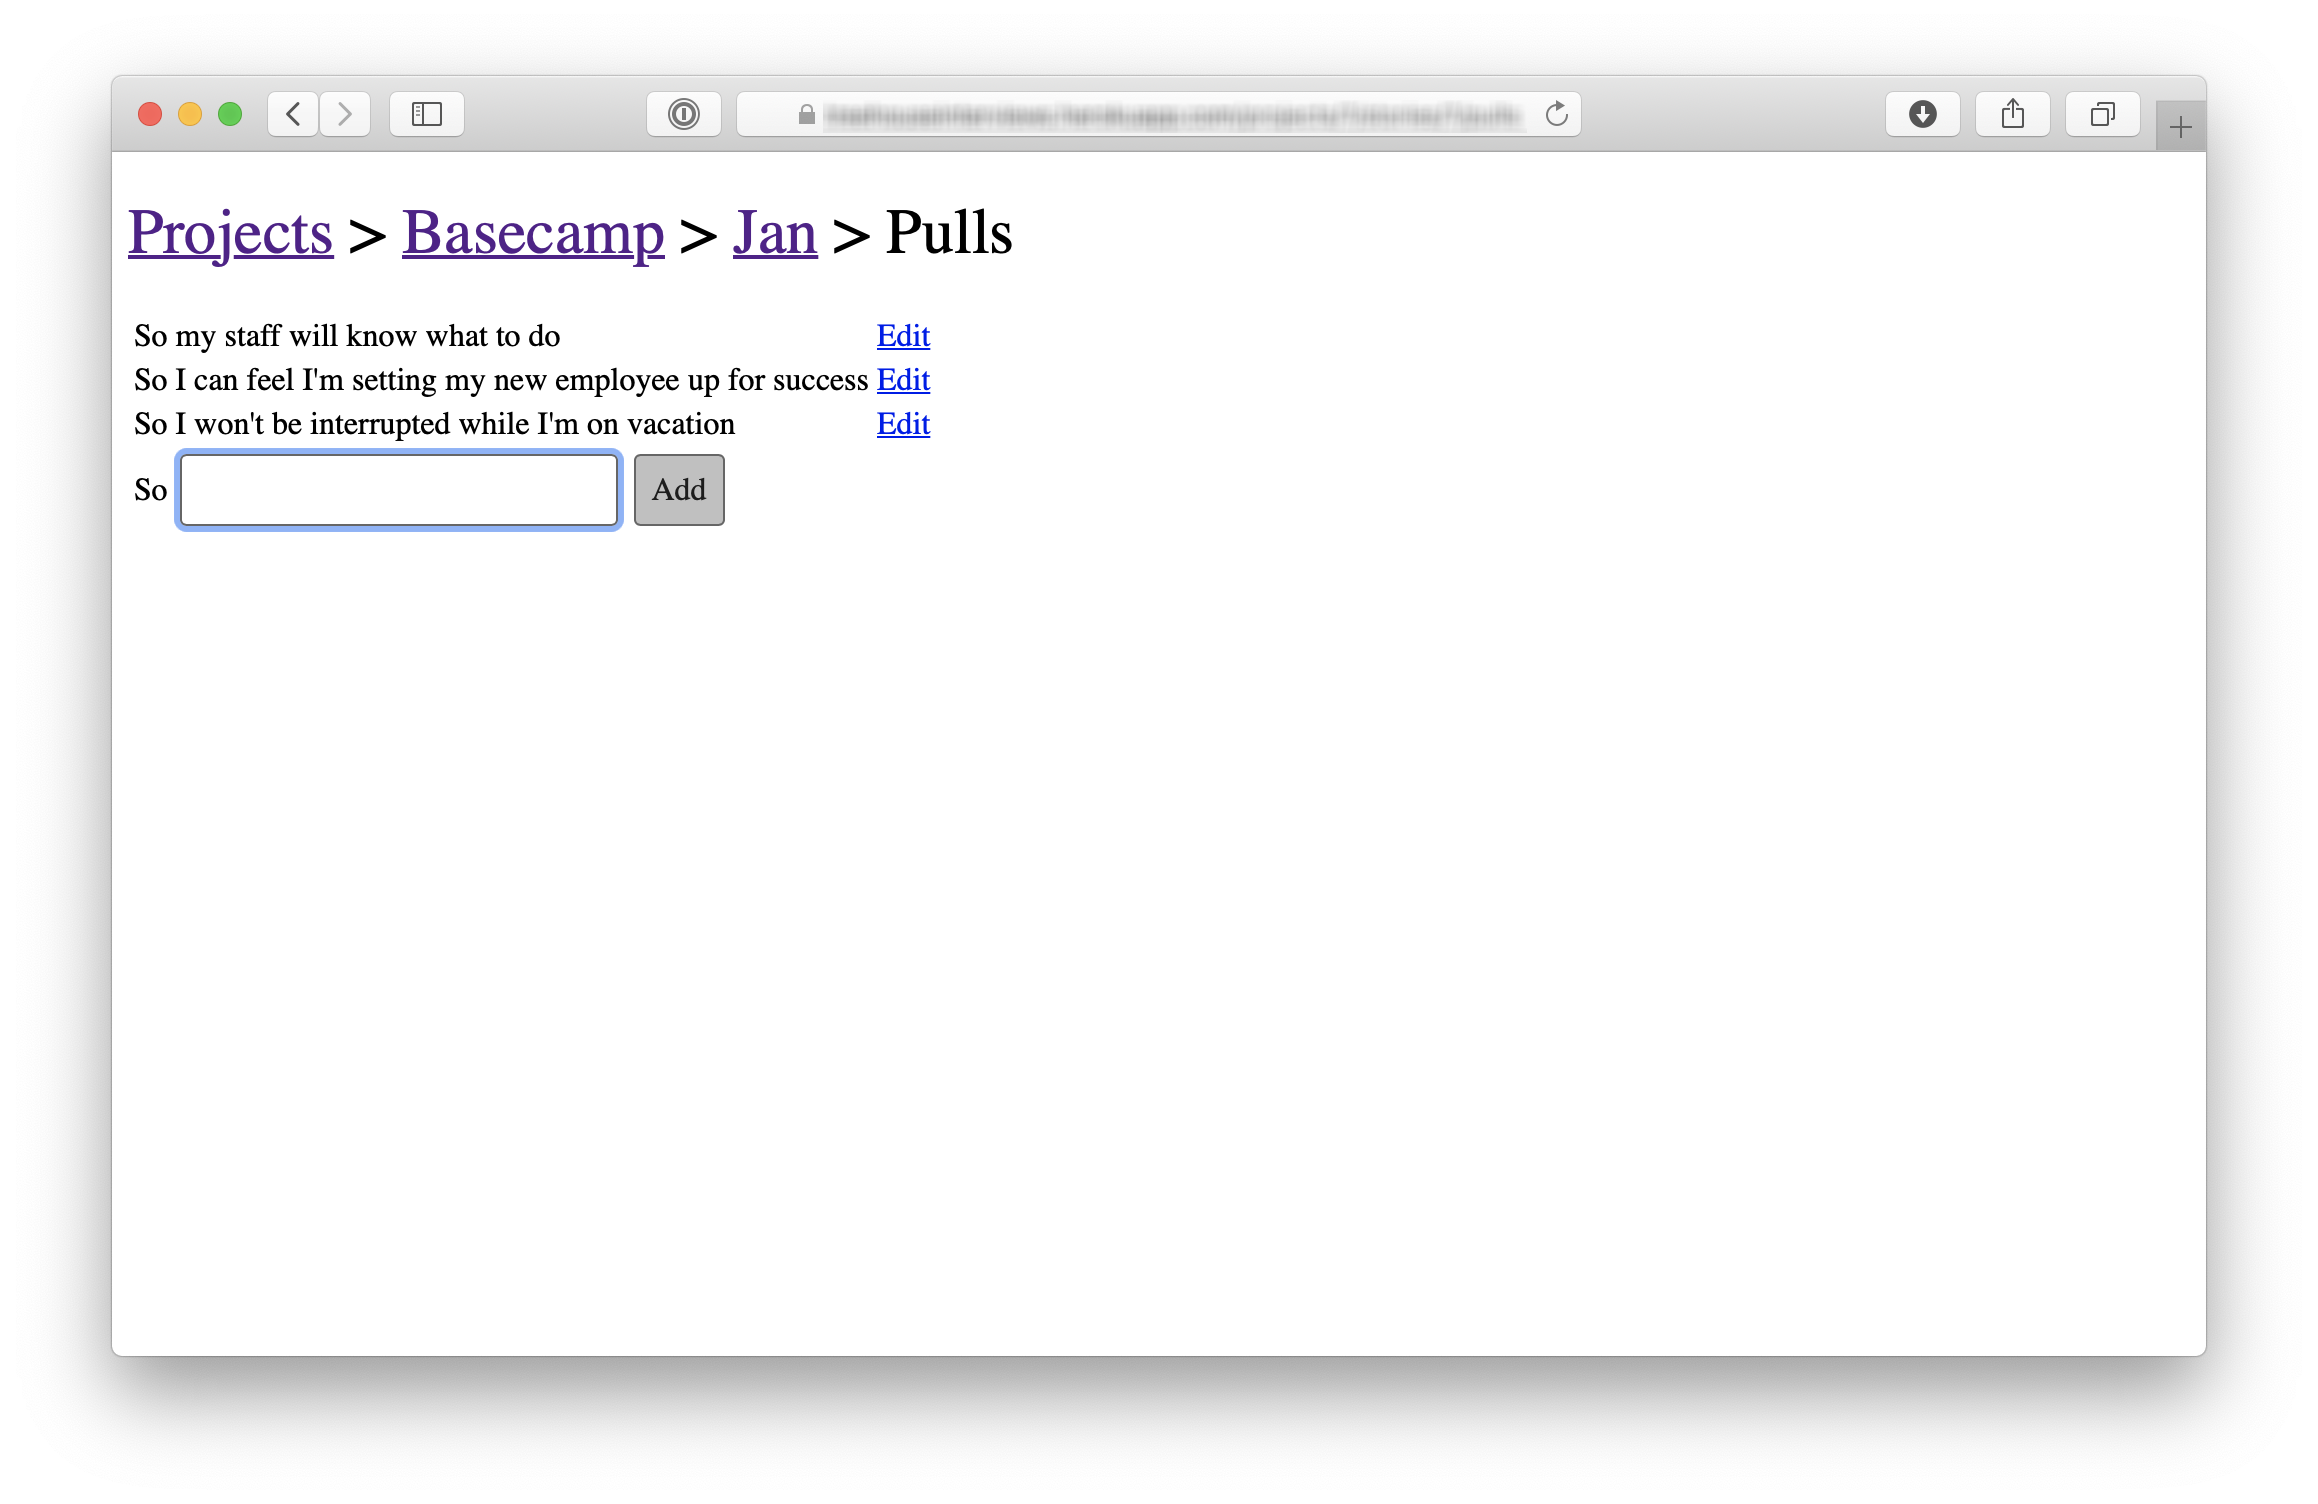 Projects > Basecamp > Jan > Pulls
So my staff will know what to do Edit
So I can feel I'm setting my new employee up for success Edit
So I won't be interrupted while I'm on vacation Edit
So Add